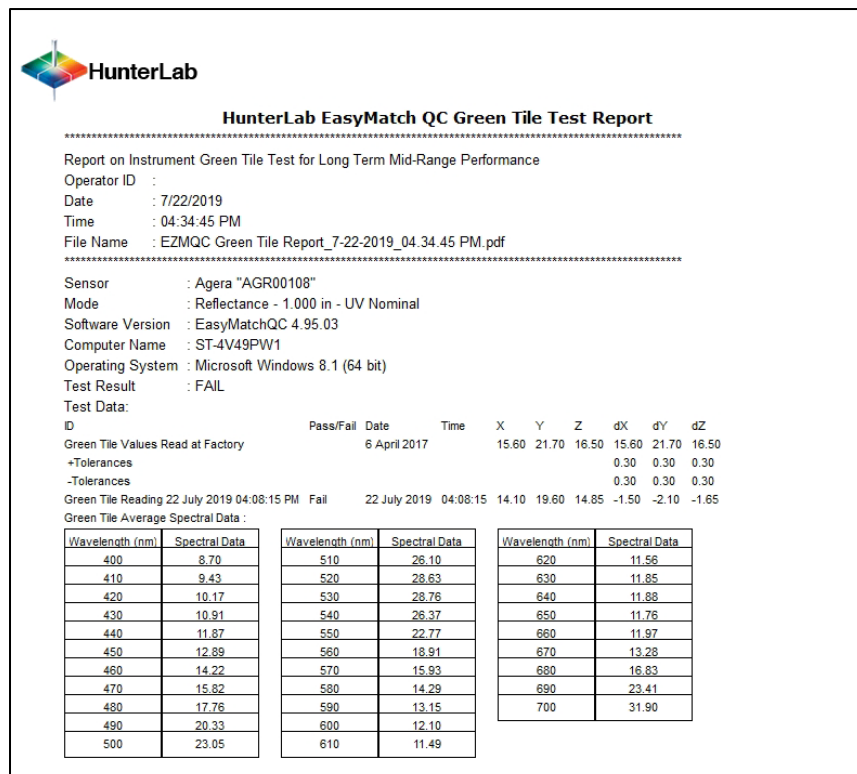 HunterLab
HunterLab EasyMatch QC Green Tile Test Report
******************************************************************************************************************
Report on Instrument Green Tile Test for Long Term Mid-Range Performance
Operator ID :
Date : 7/22/2019
Time : 04:34:45 PM
File Name : EZMQC Green Tile Report_7-22-2019_04.34.45 PM.pdf
******************************************************************************************************************
Sensor : Agera "AGR00108"
Mode : Reflectance - 1.000 in - UV Nominal
Software Version : EasyMatchQC 4.95.03
Computer Name : ST-4V49PW1
Operating System : Microsoft Windows 8.1 (64 bit)
Test Result : FAIL
Test Data:
ID Pass/Fail Date Time X Y Z dX dY dZ
Green Tile Values Read at Factory 6 April 2017 15.60 21.70 16.50 15.60 21.70 16.50
+Tolerances 0.30 0.30 0.30
-Tolerances 0.30 0.30 0.30
Green Tile Reading 22 July 2019 04:08:15 PM Fail 22 July 2019 04:08:15 14.10 19.60 14.85 -1.50 -2.10 -1.65
Green Tile Average Spectral Data :
Wavelength (nm) Spectral Data Wavelength (nm) Spectral Data Wavelength (nm) Spectral Data
400 8.70 510 26.10 620 11.56
410 9.43 520 28.63 630 11.85
420 10.17 530 28.76 640 11.88
430 10.91 540 26.37 650 11.76
440 11.87 550 22.77 660 11.97
450 12.89 560 18.91 670 13.28
460 14.22 570 15.93 680 16.83
470 15.82 580 14.29 690 23.41
480 17.76 590 13.15 700 31.90
490 20.33 600 12.10
500 23.05 610 11.49